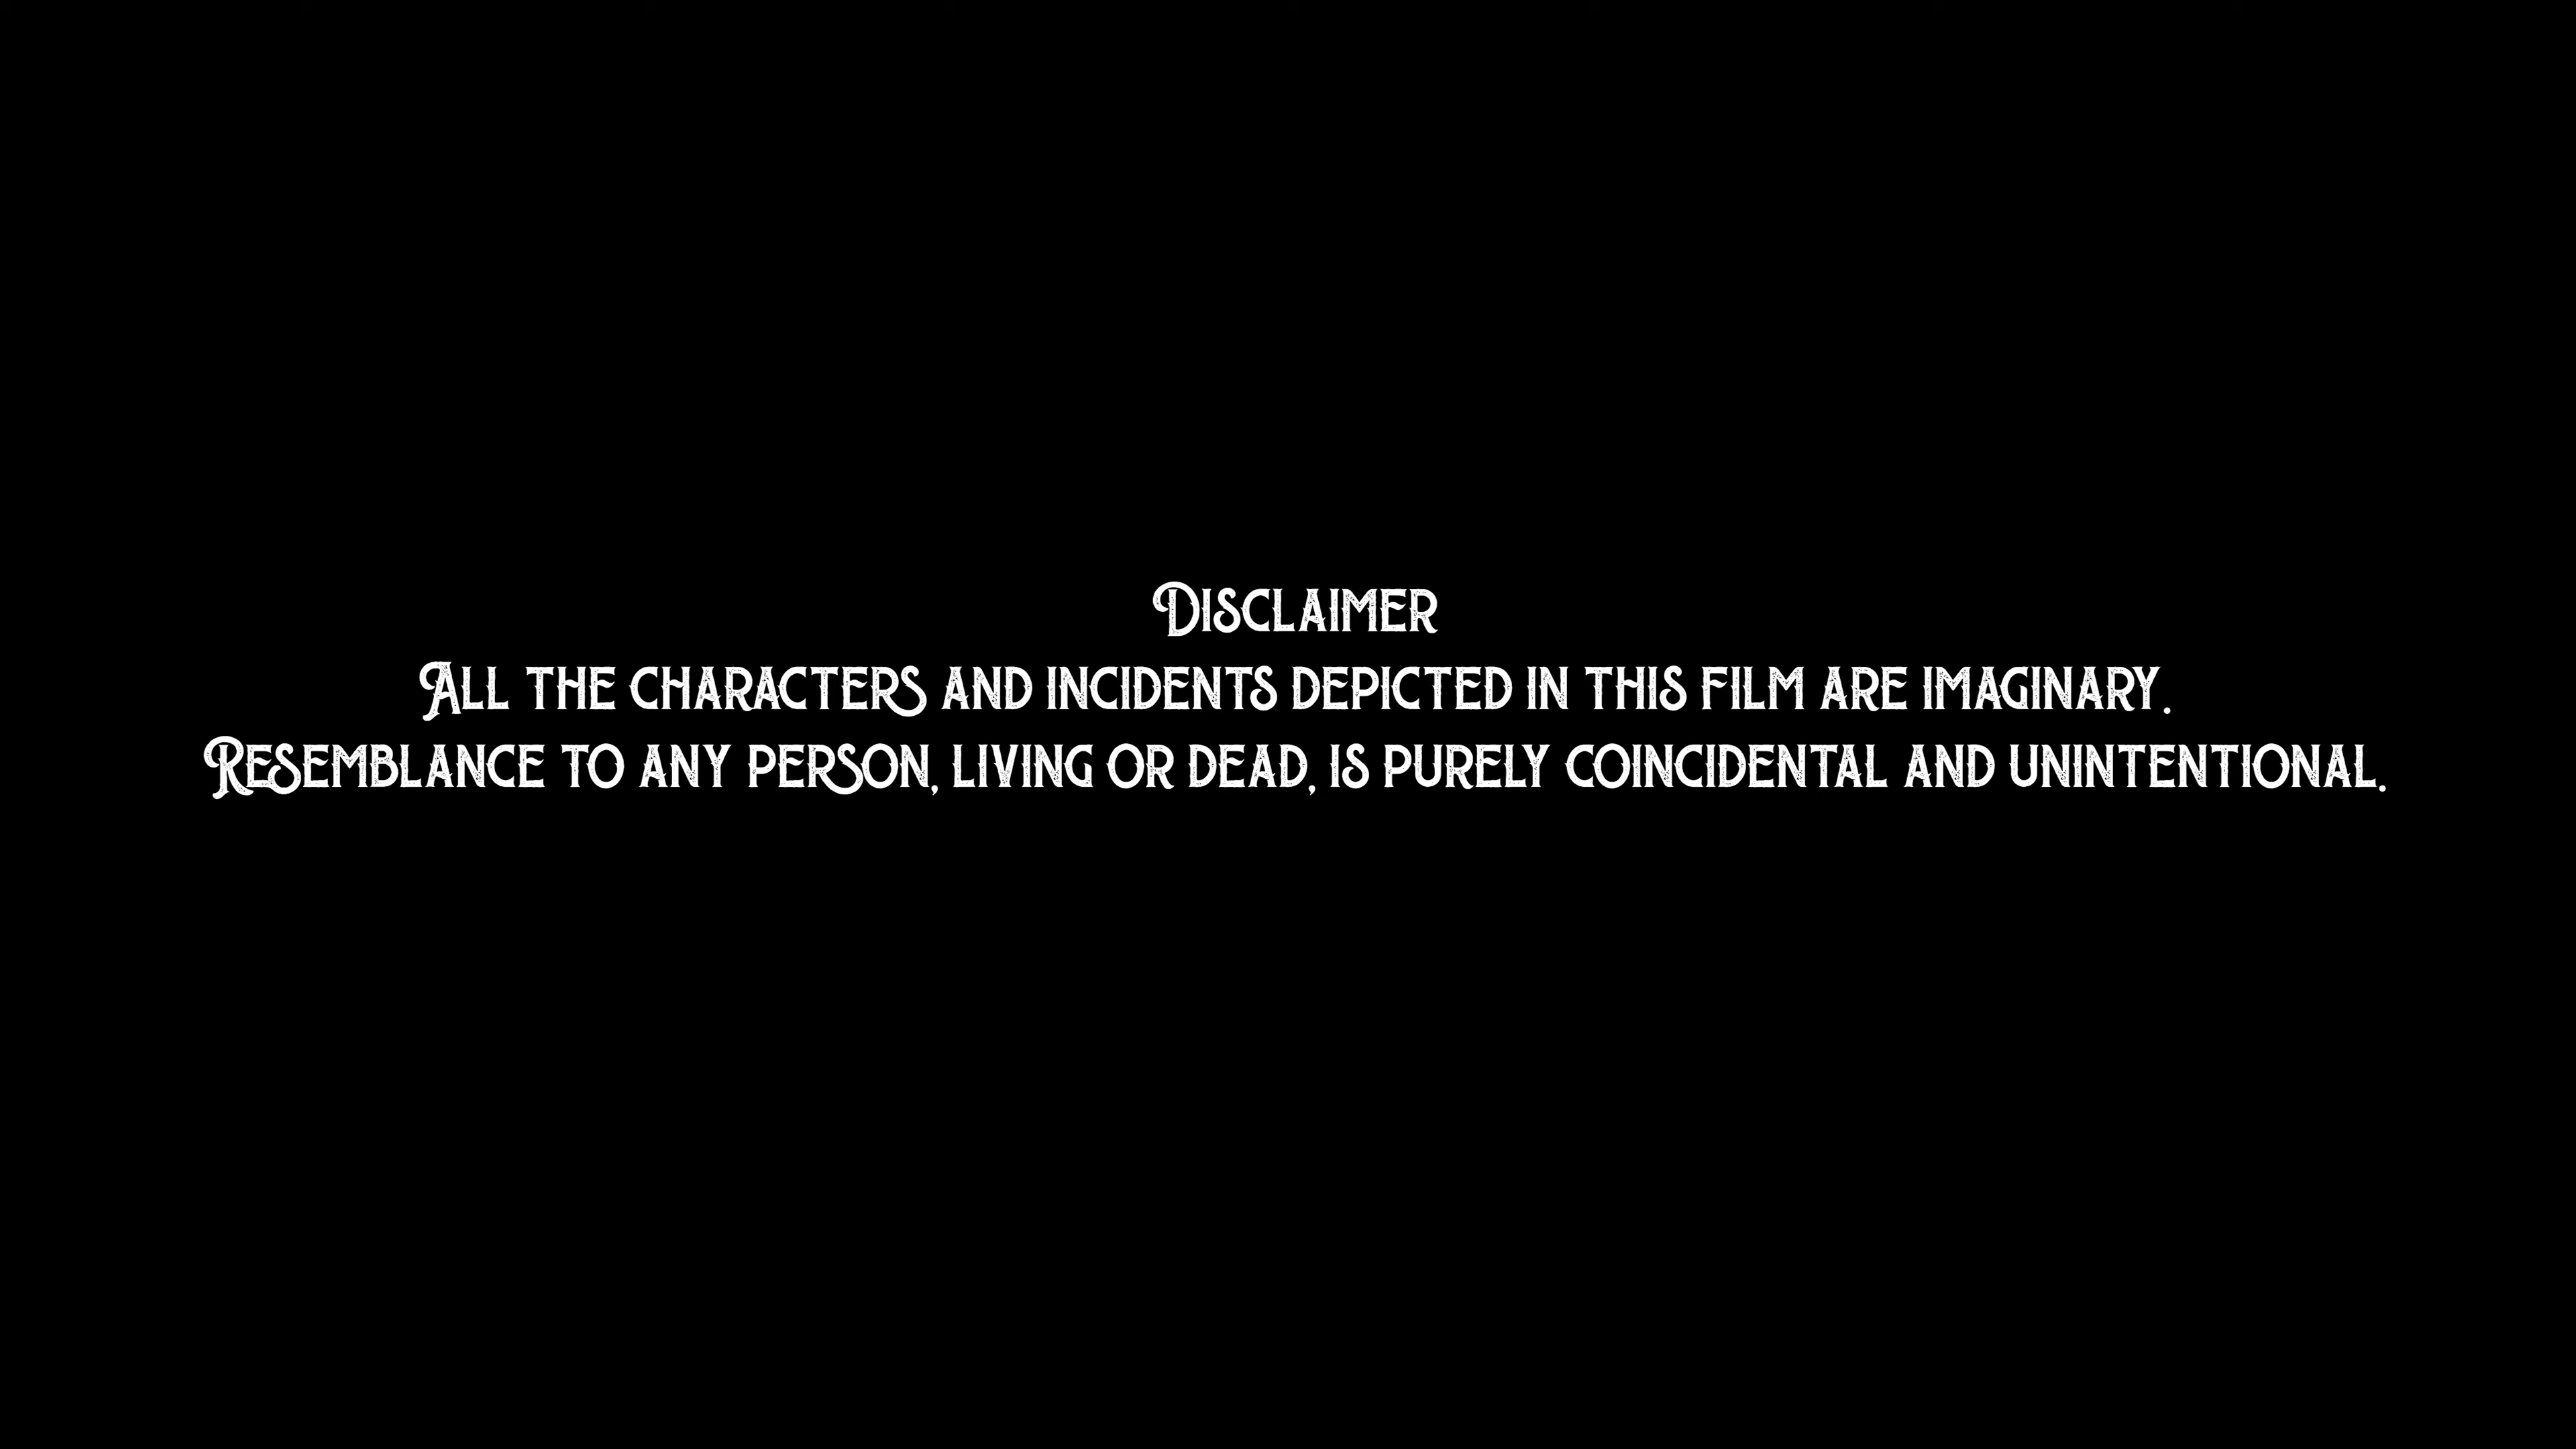 Disclaimer
All the characters and incidents depicted in this film are imaginary.
Resemblance to any person, living or dead, is purely coincidental and unintentional.